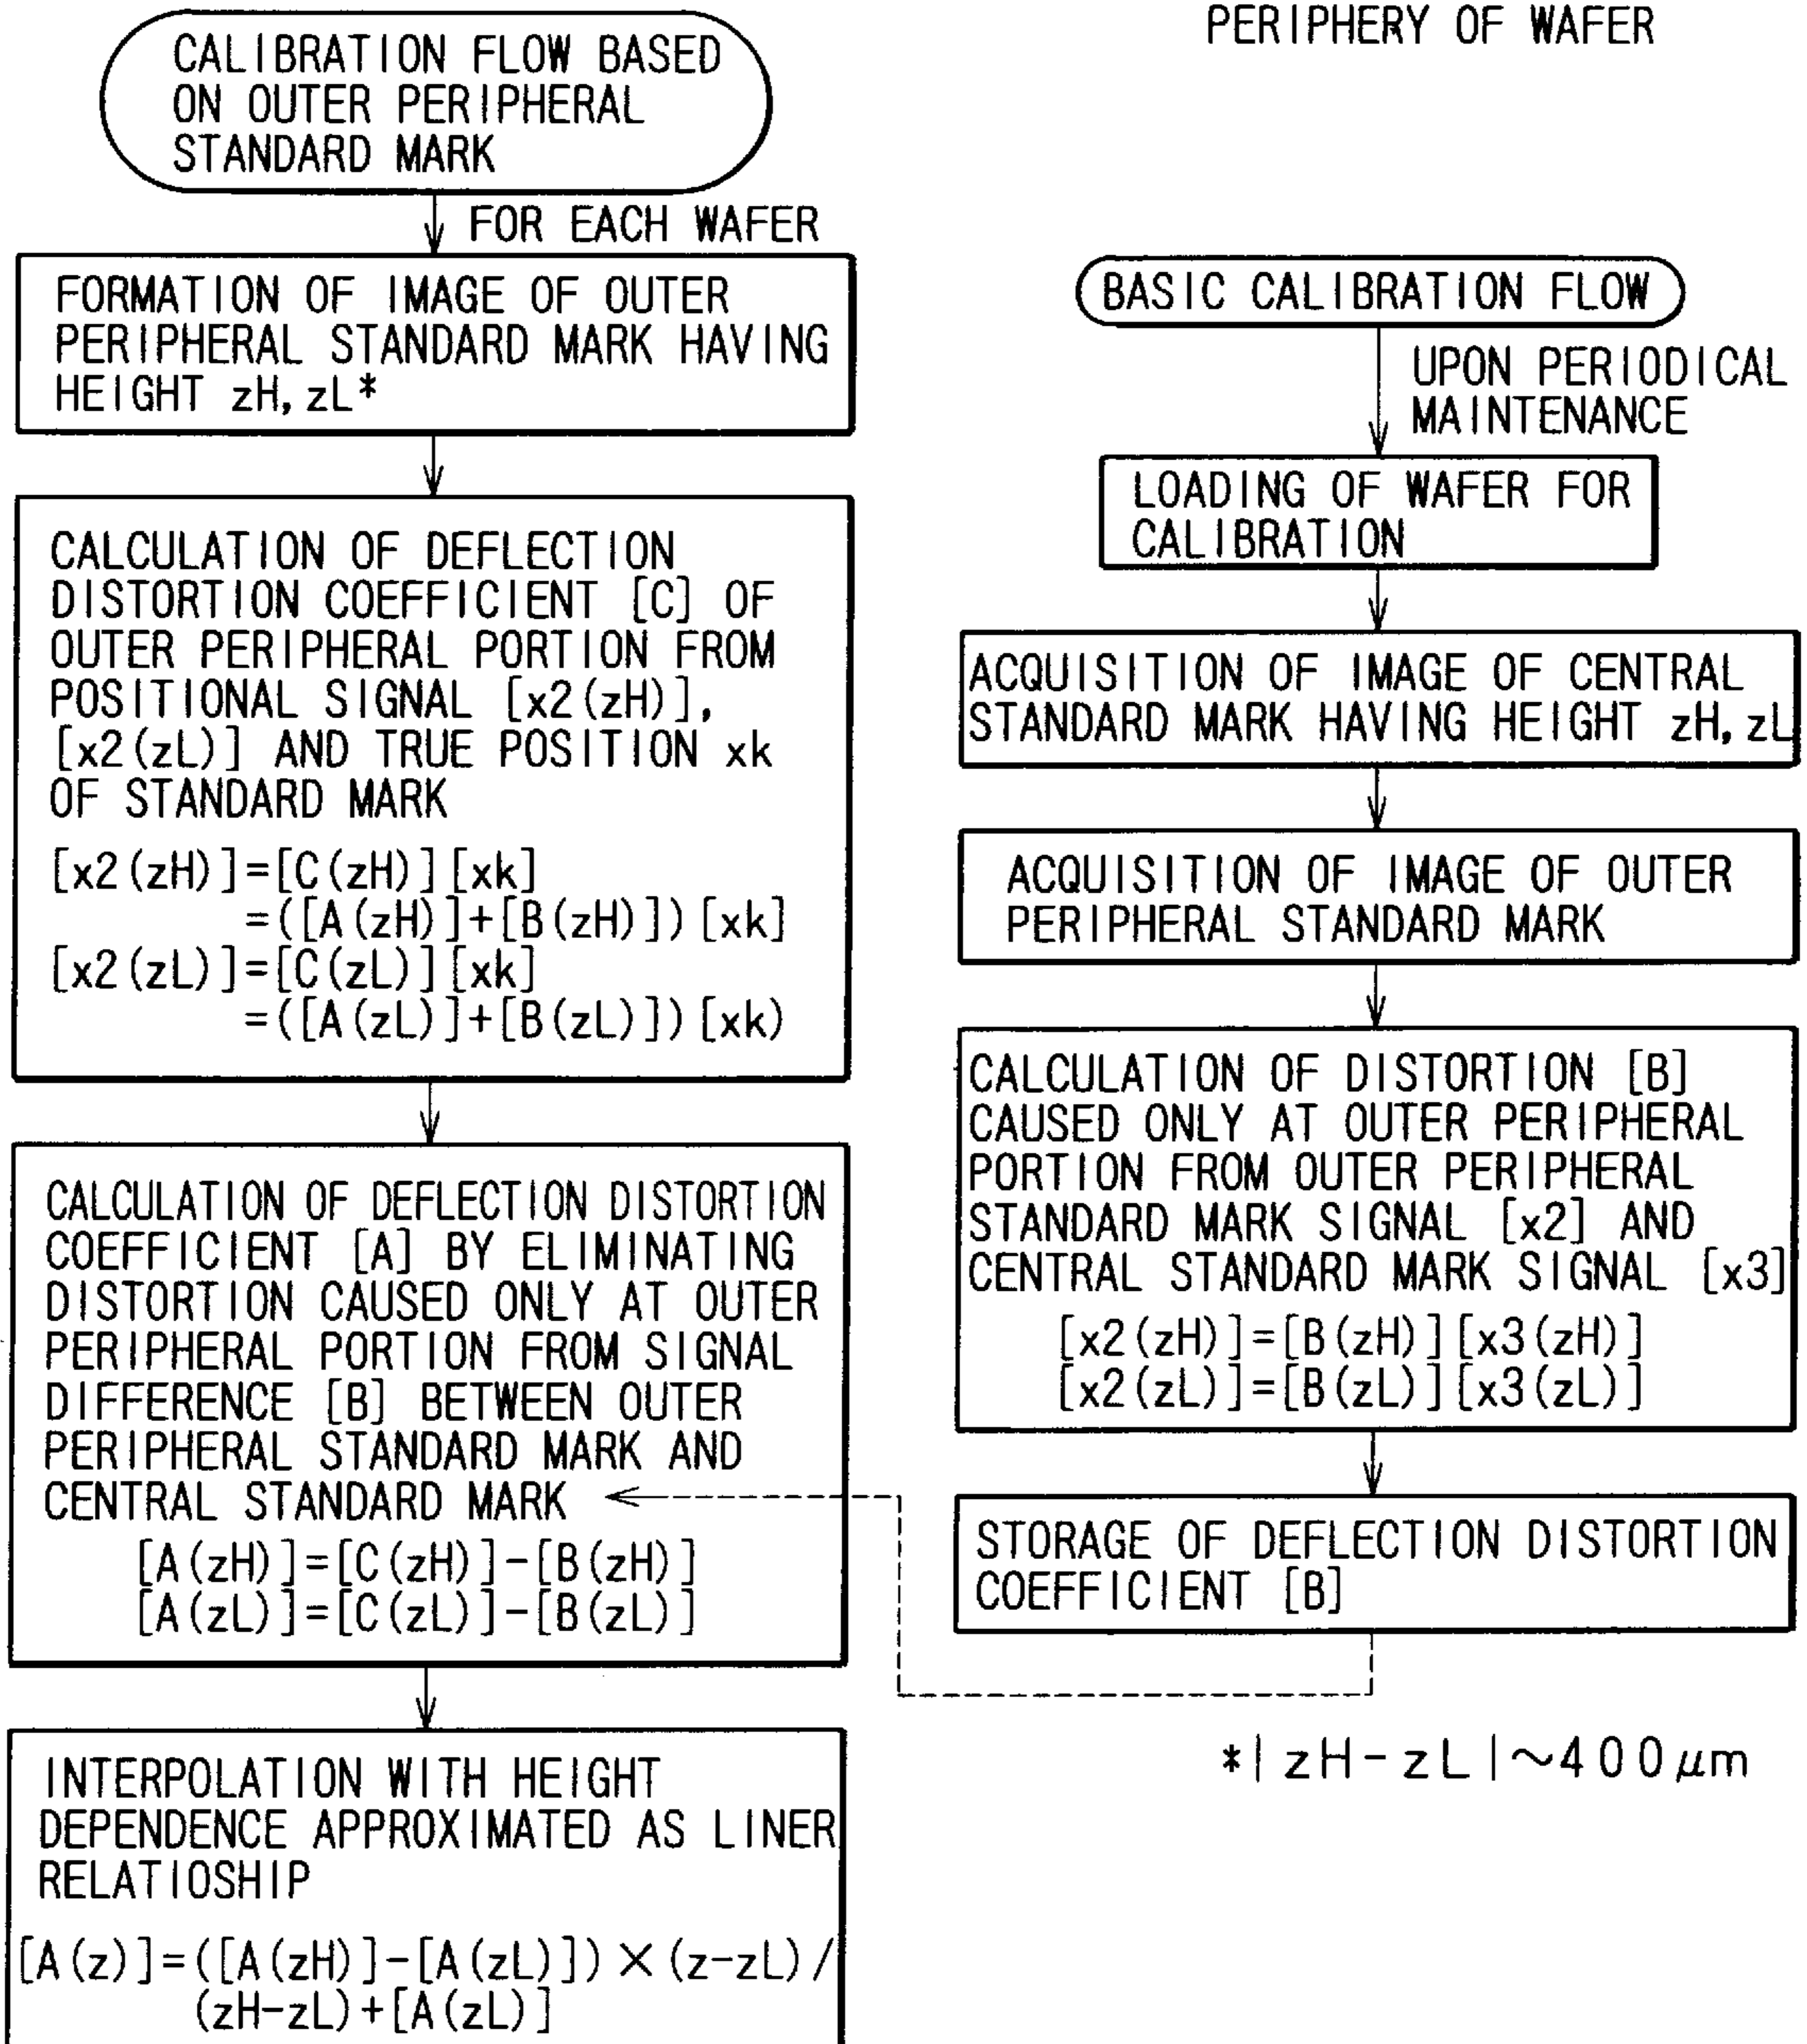 PERIPHERY OF WAFER
CALIBRATION FLOW BASED
ON OUTER PERIPHERAL
STANDARD MARK
FOR EACH WAFER
FORMATION OF IMAGE OF OUTER
PERIPHERAL STANDARD MARK HAVING
HEIGHT zH, zL*
CALCULATION OF DEFLECTION
DISTORTION COEFFICIENT [C] OF
OUTER PERIPHERAL PORTION FROM
POSITIONAL SIGNAL [x2(zH)],
[x2(zL)] AND TRUE POSITION xk
OF STANDARD MARK
[x2(zH)]=[C(zH)][xk]
=([A(zH)]+[B(zH)])[xk]
[x2(zL)]=[C(zL)][xk]
=([A(zL)]+[B(zL)])[xk)
CALCULATION OF DEFLECTION DISTORTION
COEFFICIENT [A] BY ELIMINATING
DISTORTION CAUSED ONLY AT OUTER
PERIPHERAL PORTION FROM SIGNAL
DIFFERENCE [B] BETWEEN OUTER
PERIPHERAL STANDARD MARK AND
CENTRAL STANDARD MARK
[A(zH)]=[C(zH)]-[B(zH)]
[A(zL)]=[C(zL)]-[B(zL)]
INTERPOLATION WITH HEIGHT
DEPENDENCE APPROXIMATED AS LINER
RELATIOSHIP
[A(z)]=([A(zH)]-[A(zL)])×(z-zL)/
(zH-zL)+[A(zL)]
BASIC CALIBRATION FLOW
UPON PERIODICAL
MAINTENANCE
LOADING OF WAFER FOR
CALIBRATION
ACQUISITION OF IMAGE OF CENTRAL
STANDARD MARK HAVING HEIGHT zH, zL
ACQUISITION OF IMAGE OF OUTER
PERIPHERAL STANDARD MARK
CALCULATION OF DISTORTION [B]
CAUSED ONLY AT OUTER PERIPHERAL
PORTION FROM OUTER PERIPHERAL
STANDARD MARK SIGNAL [x2] AND
CENTRAL STANDARD MARK SIGNAL [x3]
[x2(zH)]=[B(zH)][x3(zH)]
[x2(zL)]=[B(zL)][x3(zL)]
STORAGE OF DEFLECTION DISTORTION
COEFFICIENT [B]
*|zH-zL|~400μm